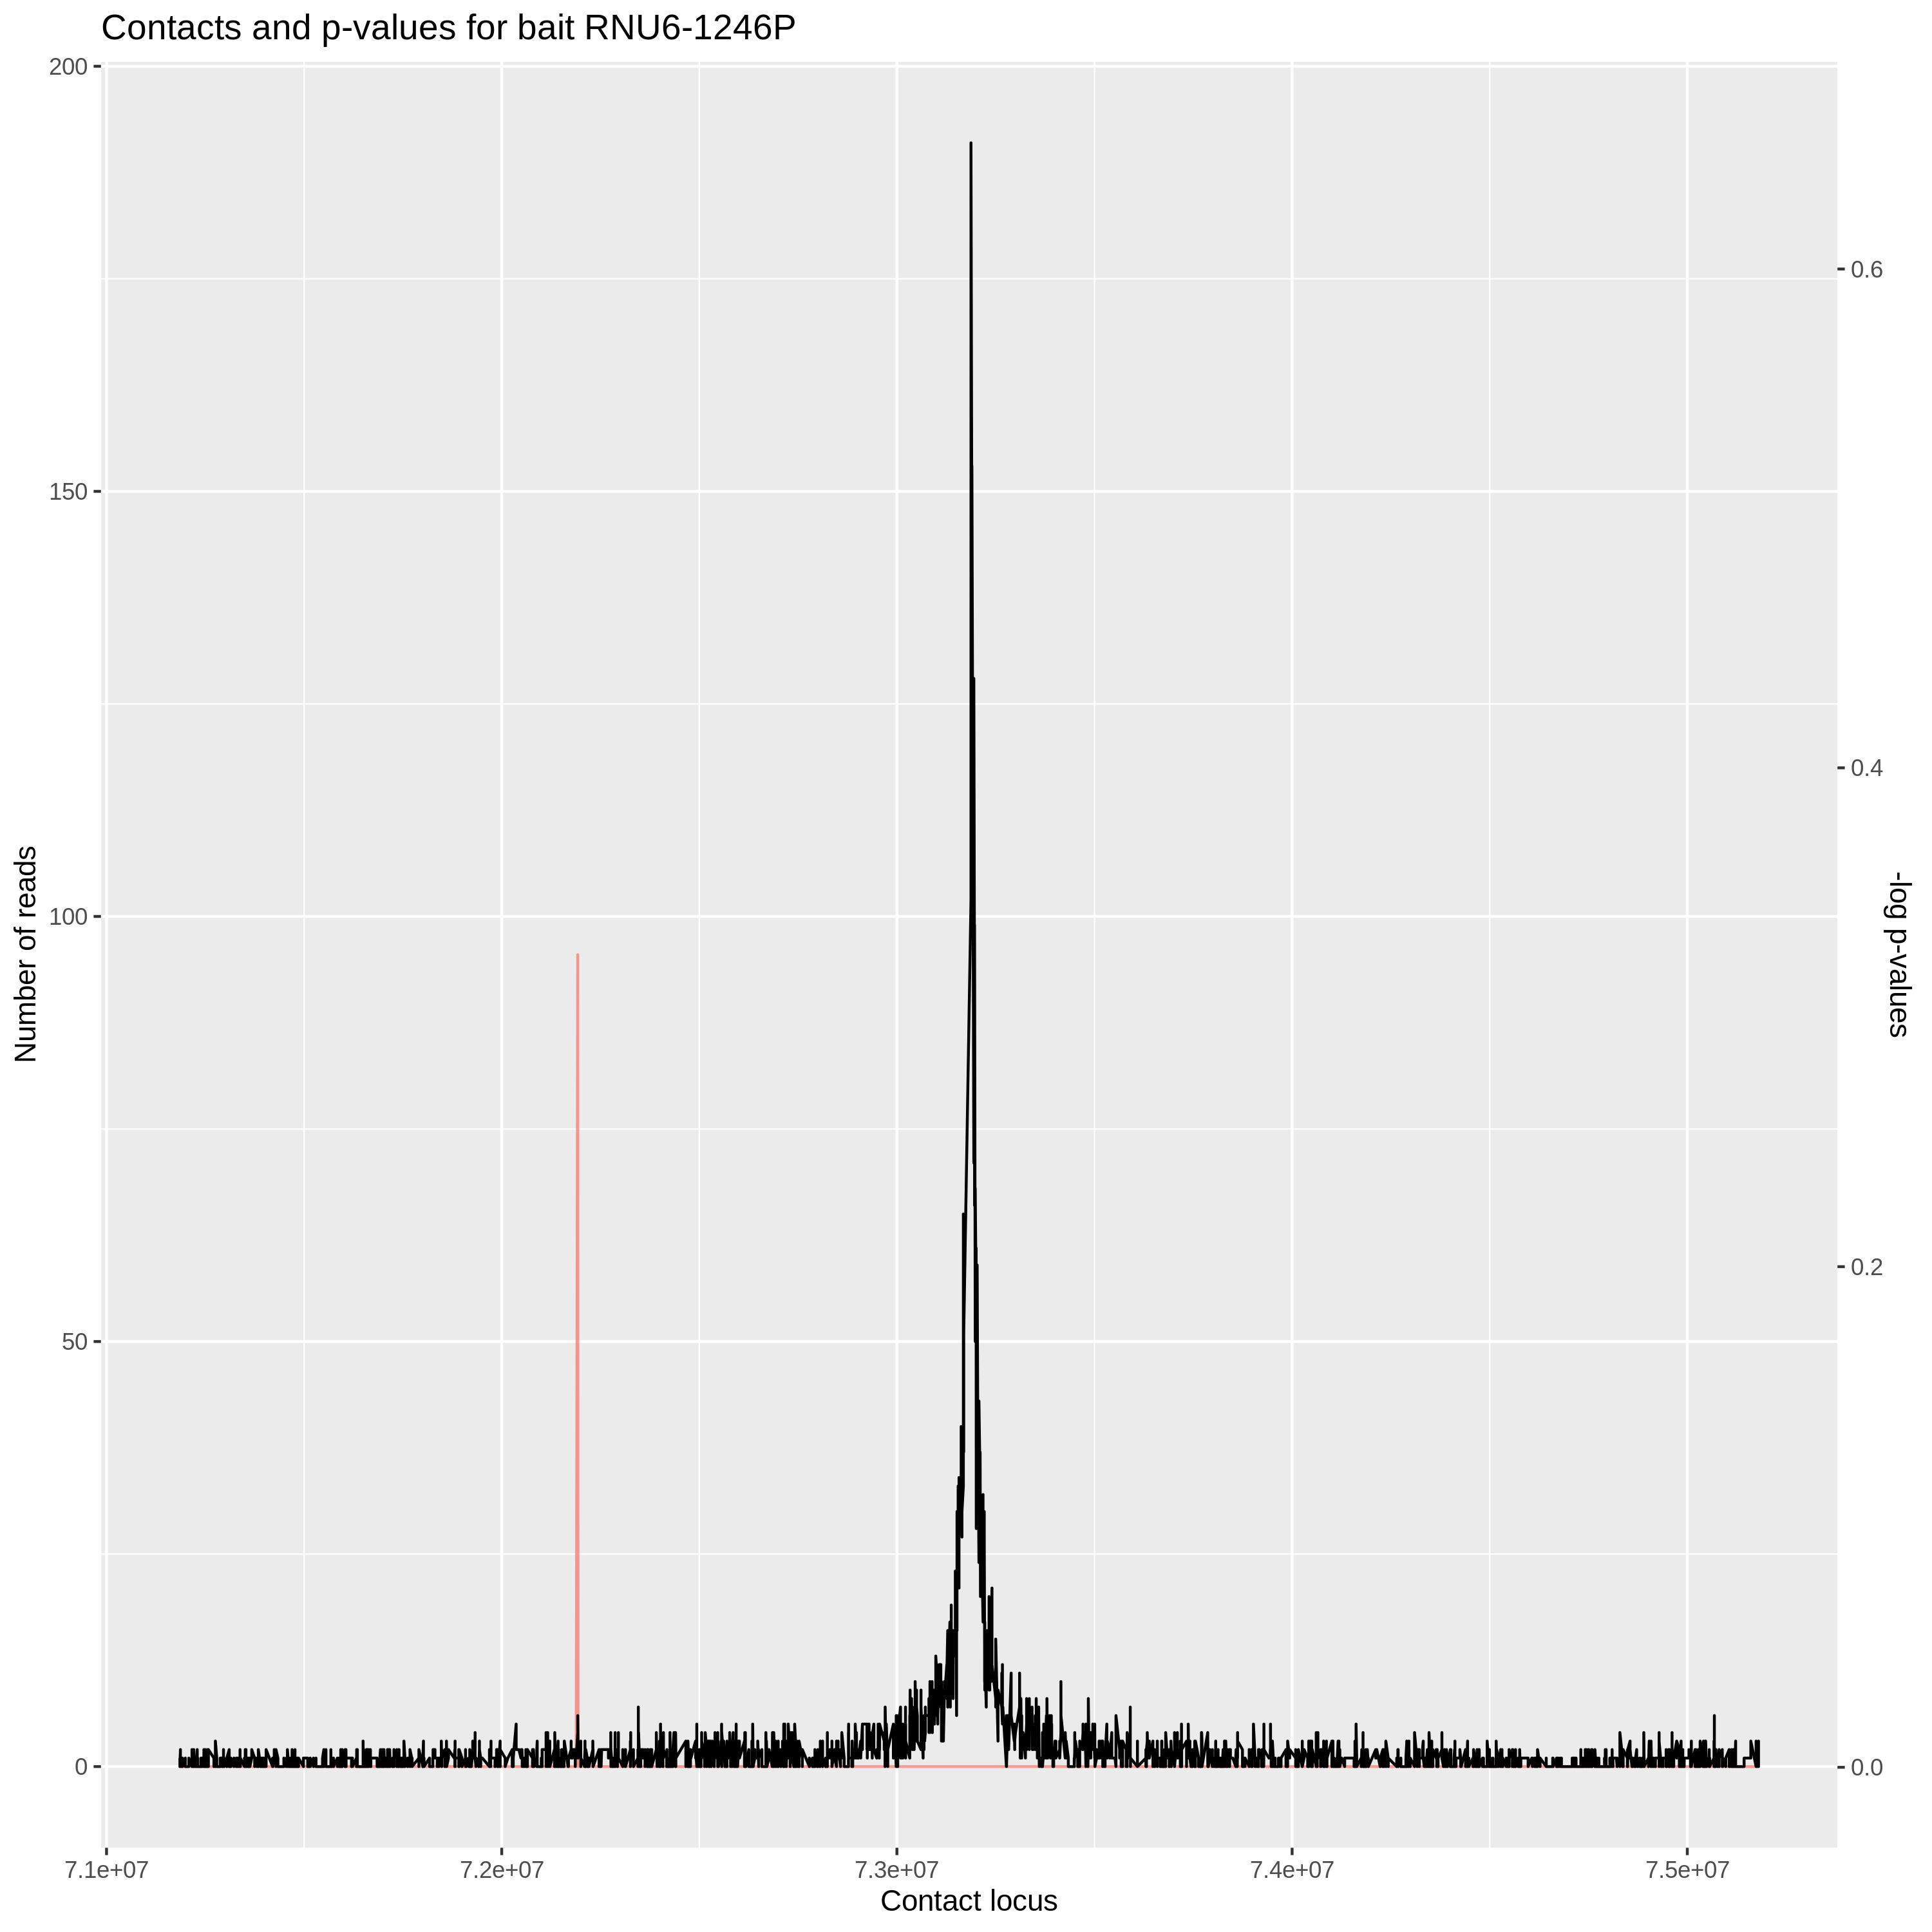 Contacts and p-values for bait RNU6-1246P
200
150
100
50
0
Number of reads
0.6
0.4
0.2
0.0
-log p-values
7.1e+07 7.2e+07 7.3e+07 7.4e+07 7.5e+07
Contact locus